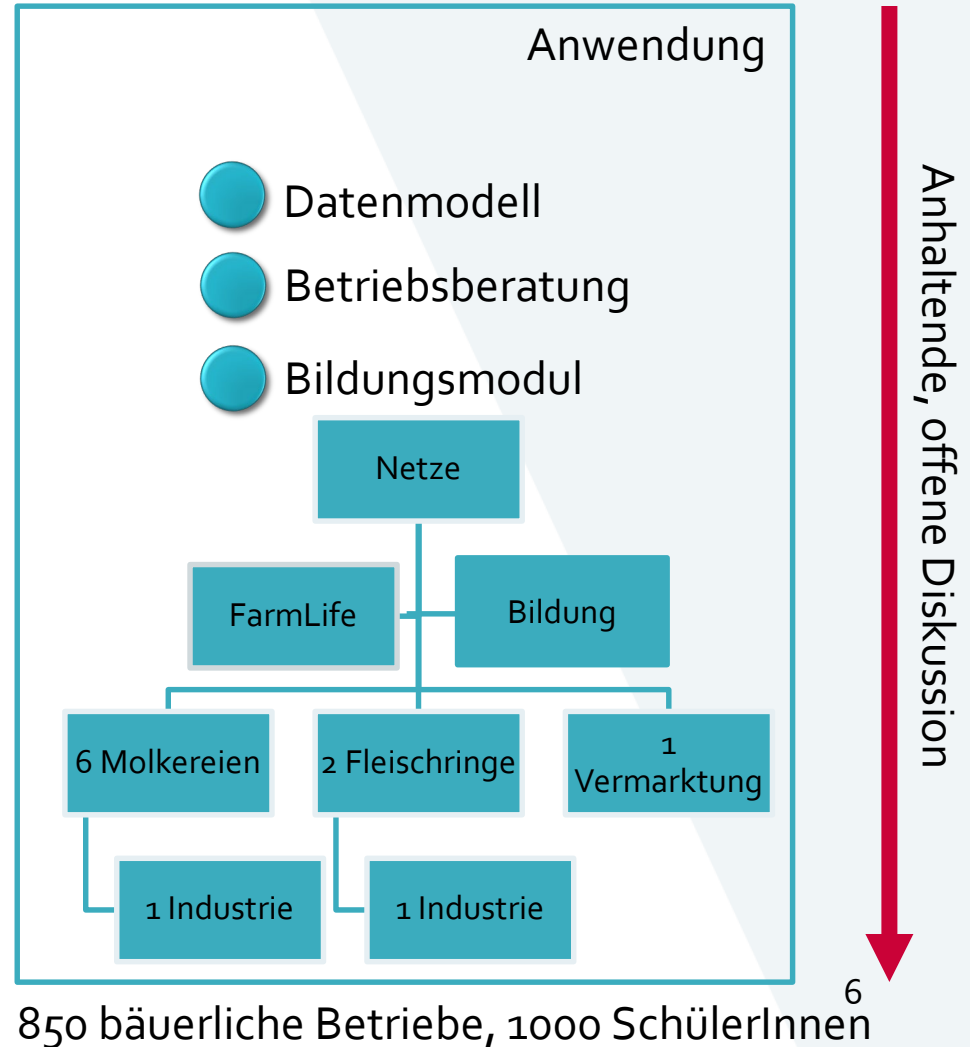 Anwendung
Datenmodell
Betriebsberatung
Bildungsmodul
Netze
FarmLife
Bildung
6 Molkereien
2 Fleischringe
1
Vermarktung
1 Industrie
1 Industrie
Anhaltende, offene Diskussion
6
850 bäuerliche Betriebe, 1000 SchülerInnen